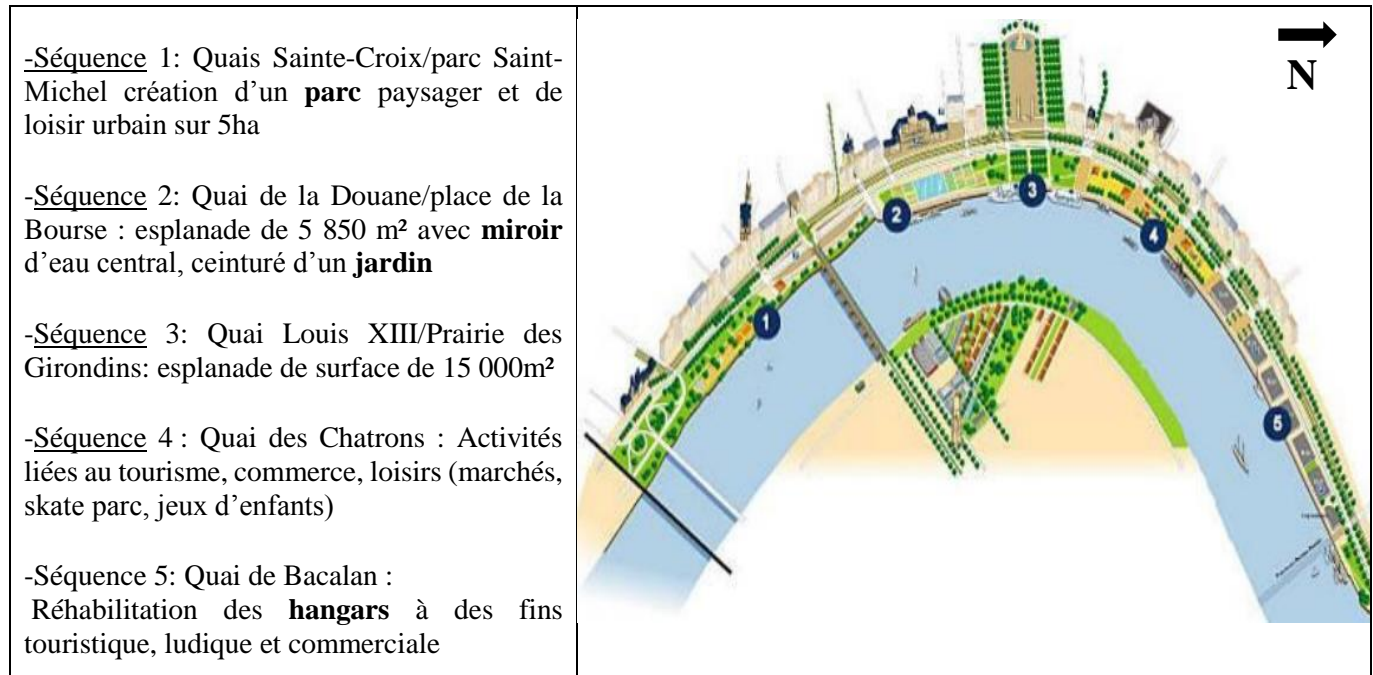 -Séquence 1: Quais Sainte-Croix/parc Saint-
Michel création d’un parc paysager et de
loisir urbain sur 5ha
-Séquence 2: Quai de la Douane/place de la
Bourse : esplanade de 5 850 m² avec miroir
d’eau central, ceinturé d’un jardin
-Séquence 3: Quai Louis XIII/Prairie des
Girondins: esplanade de surface de 15 000m²
-Séquence 4 : Quai des Chatrons : Activités
liées au tourisme, commerce, loisirs (marchés,
skate parc, jeux d’enfants)
-Séquence 5: Quai de Bacalan :
Réhabilitation des hangars à des fins
touristique, ludique et commerciale
N
1
2
3
4
5